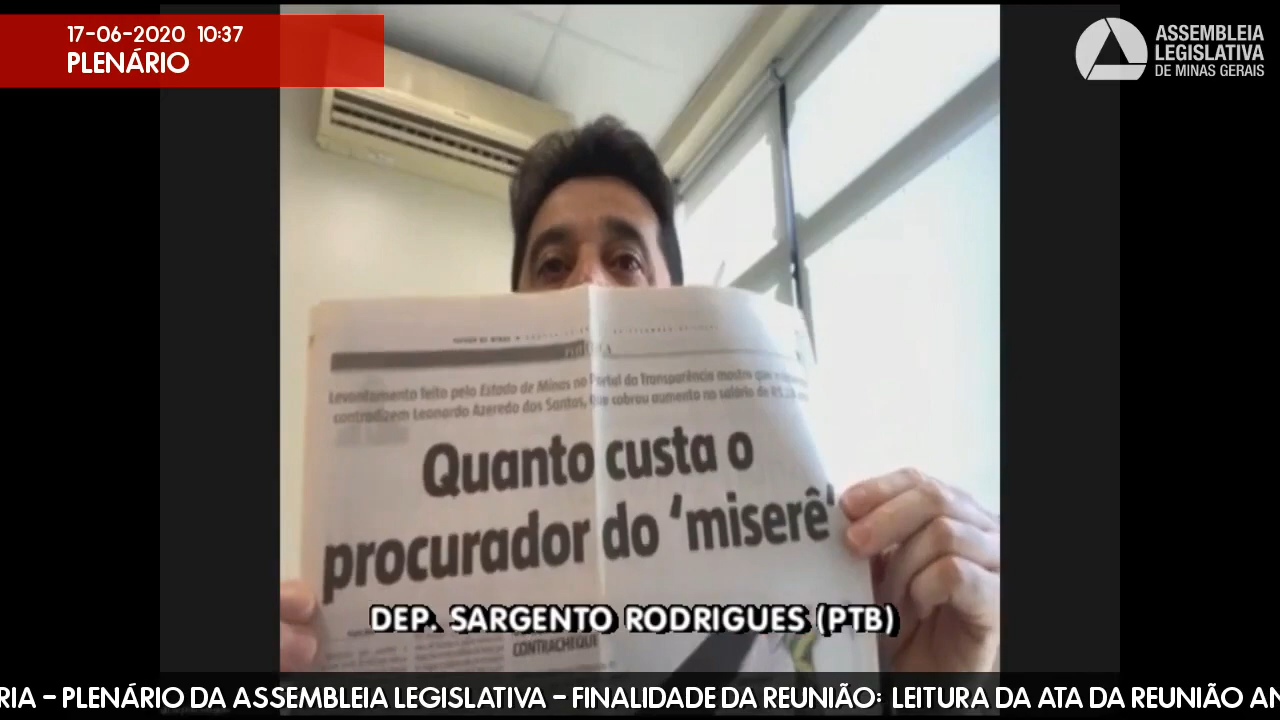 17-06-2020 10:37
PLENÁRIO
ASSEMBLEIA
LEGISLATIVA
DE MINAS GERAIS
Levantamento feito pelo Estado de Minas no Portal da Transparência mostra que
contradizem Leonardo Azeredo dos Santos, que cobrou aumento no salário de
Quanto custa o
procurador do ‘miserê’
DEP. SARGENTO RODRIGUES (PTB)
CONTRACHEQUE
RIA – PLENÁRIO DA ASSEMBLEIA LEGISLATIVA – FINALIDADE DA REUNIÃO: LEITURA DA ATA DA REUNIÃO AN